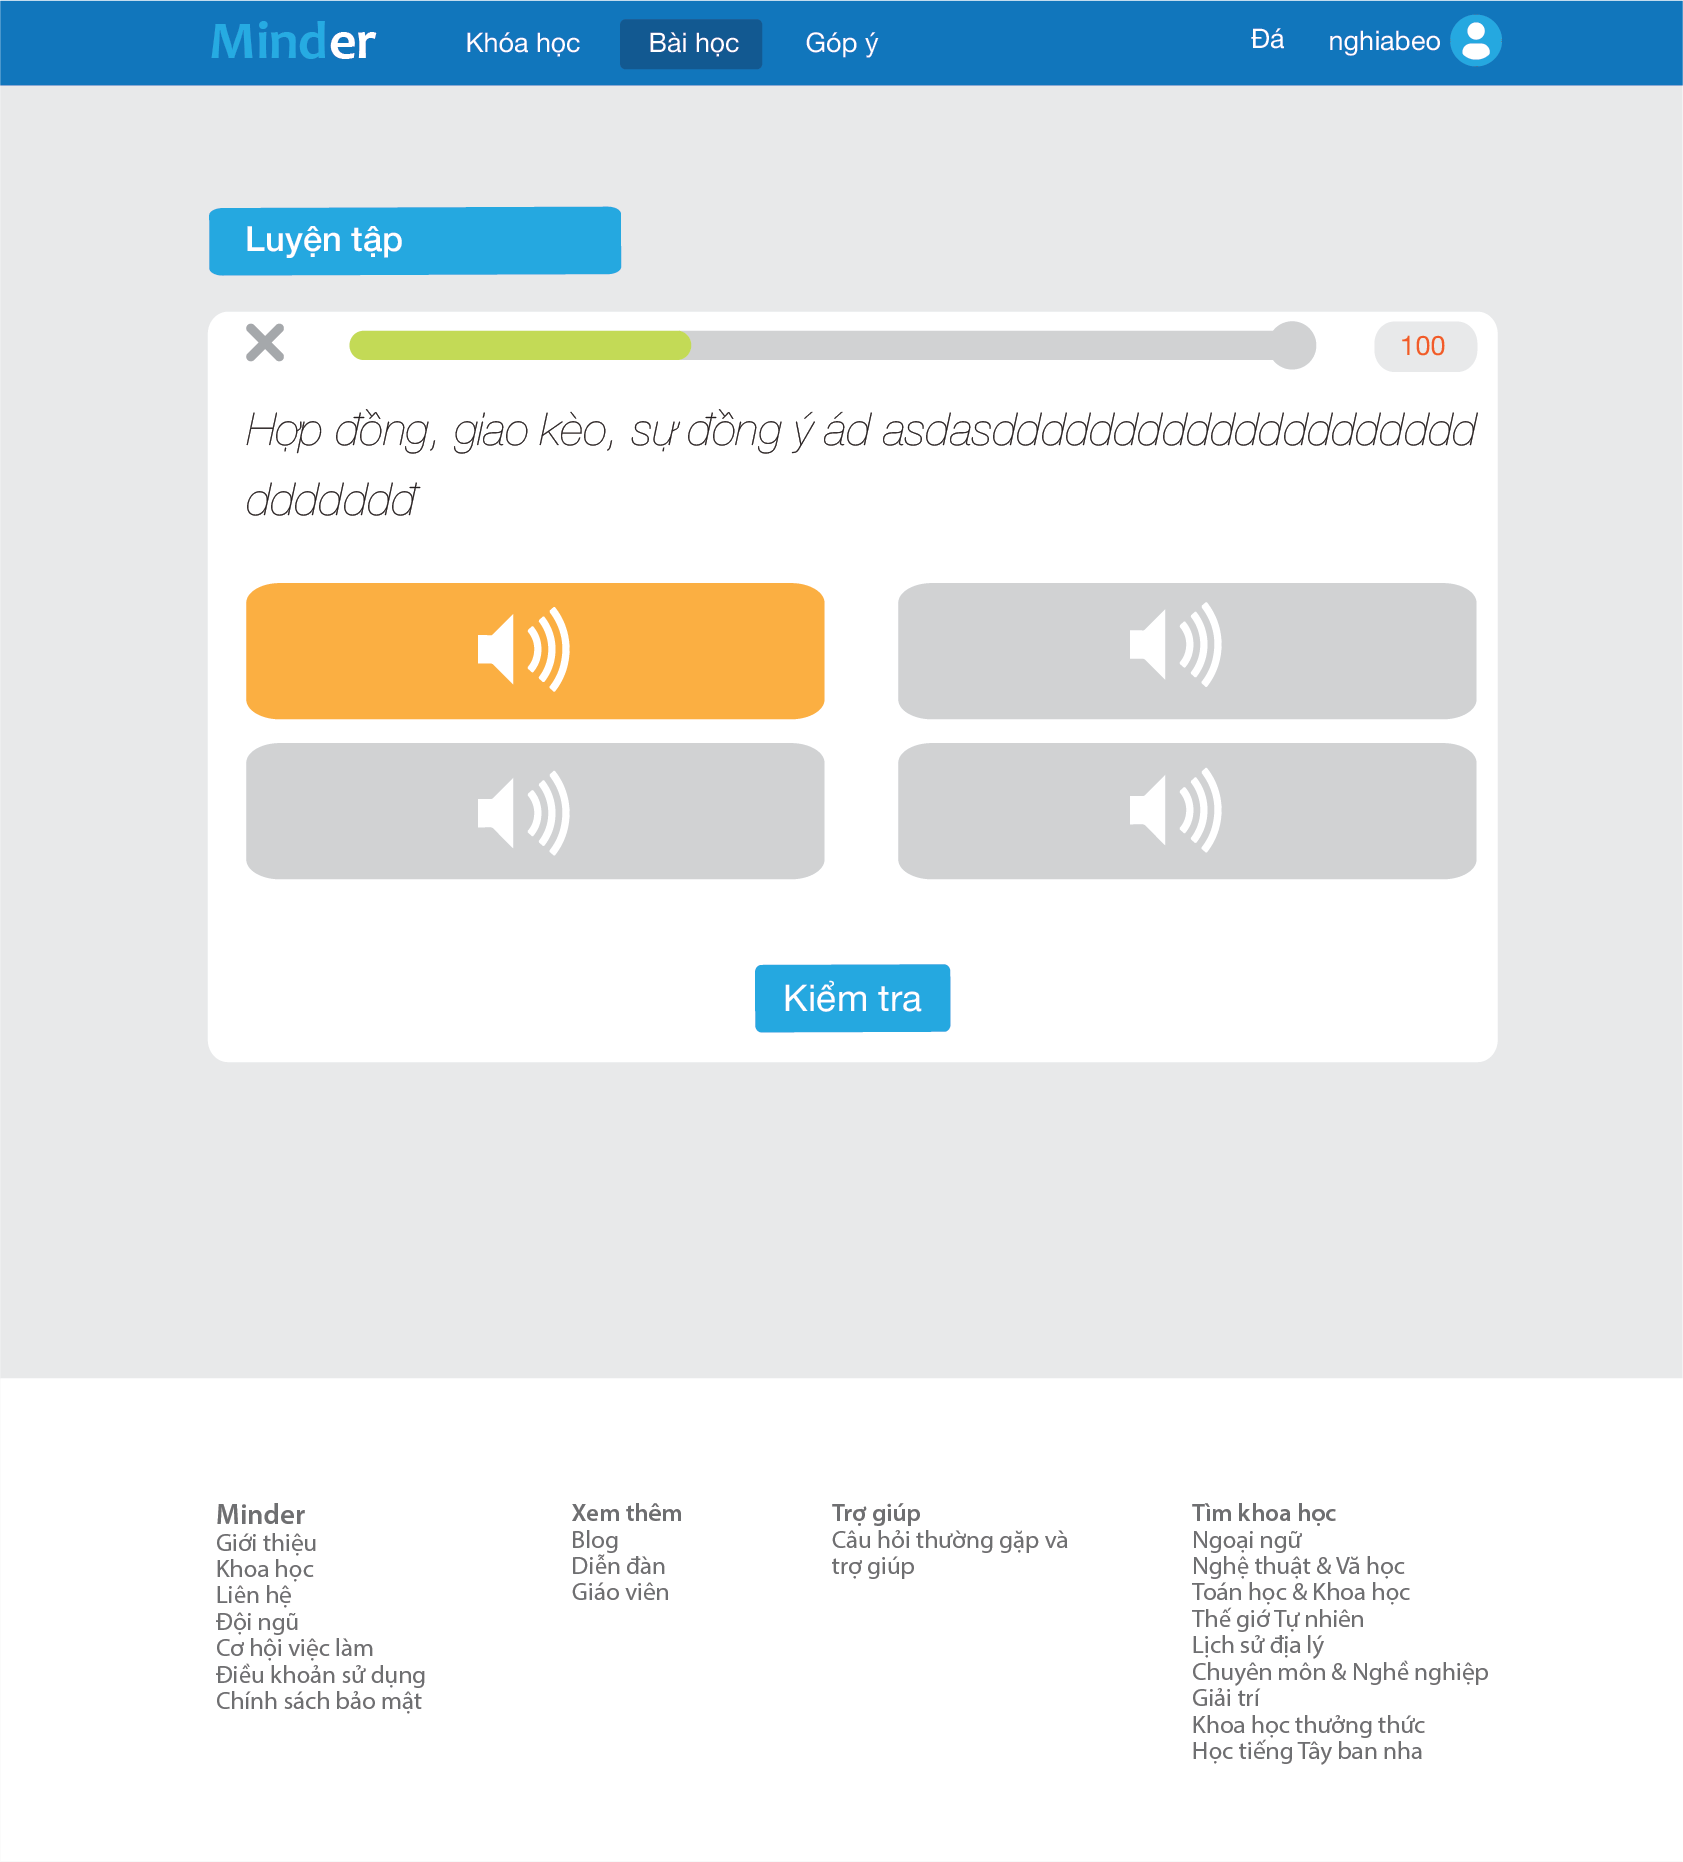 Minder
Khóa học
Bài học
Góp ý
Đá
nghiabeo
Luyện tập
100
Hợp đồng, giao kèo, sự đồng ý ád asdasdddddddddddddddddddd
dddddddđ
Kiểm tra
Minder
Giới thiệu
Khoa học
Liên hệ
Đội ngũ
Cơ hội việc làm
Điều khoản sử dụng
Chính sách bảo mật
Xem thêm
Blog
Diễn đàn
Giáo viên
Trợ giúp
Câu hỏi thường gặp và
trợ giúp
Tìm khoa học
Ngoại ngữ
Nghệ thuật & Vă học
Toán học & Khoa học
Thế giớ Tự nhiên
Lịch sử địa lý
Chuyên môn & Nghề nghiệp
Giải trí
Khoa học thưởng thức
Học tiếng Tây ban nha